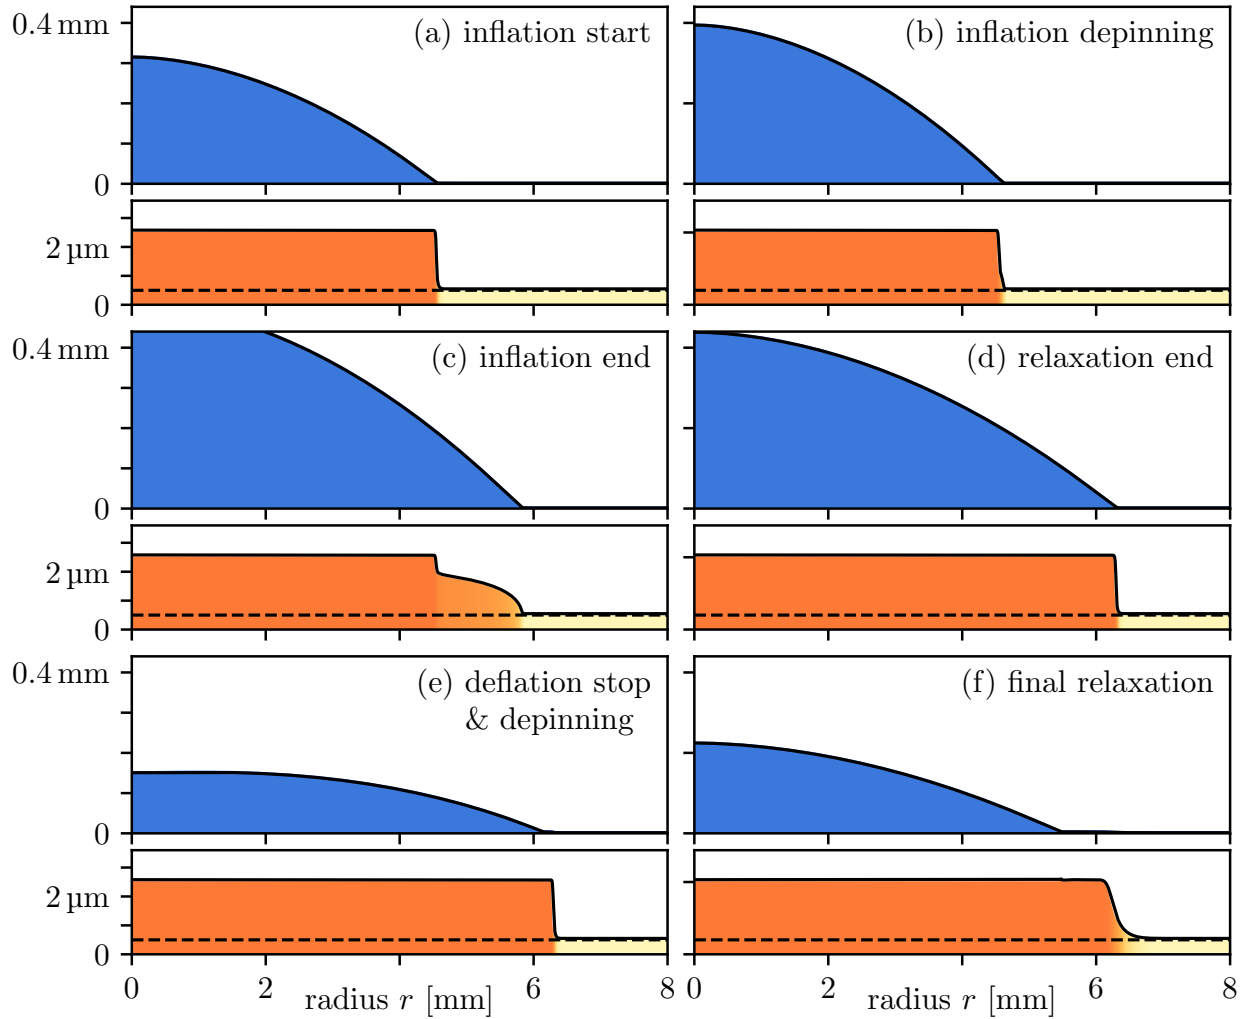 0.4 mm
(a) inflation start
(b) inflation depinning
0
2 µm
0
0.4 mm
(c) inflation end
(d) relaxation end
0
2 µm
0
0.4 mm
(e) deflation stop
& depinning
(f) final relaxation
0
2 µm
0
0 2 4 6 8
0 2 4 6 8
radius r [mm]
radius r [mm]